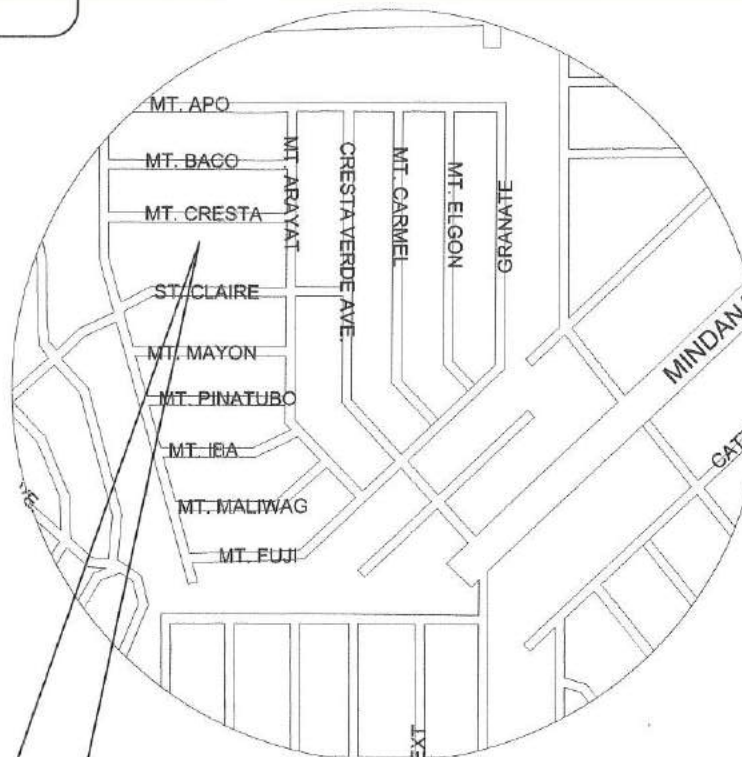 MT. APO
MT. BACO
MT. CRESTA
MT. ARAYAT
CRESTA VERDE AVE.
MT. CARMEL
MT. ELGON
GRANATE
ST. CLAIRE
MT. MAYON
MT. PINATUBO
MT. IBA
MT. MALIWAG
MT. FUJI
MINDAN
CAT
EXT